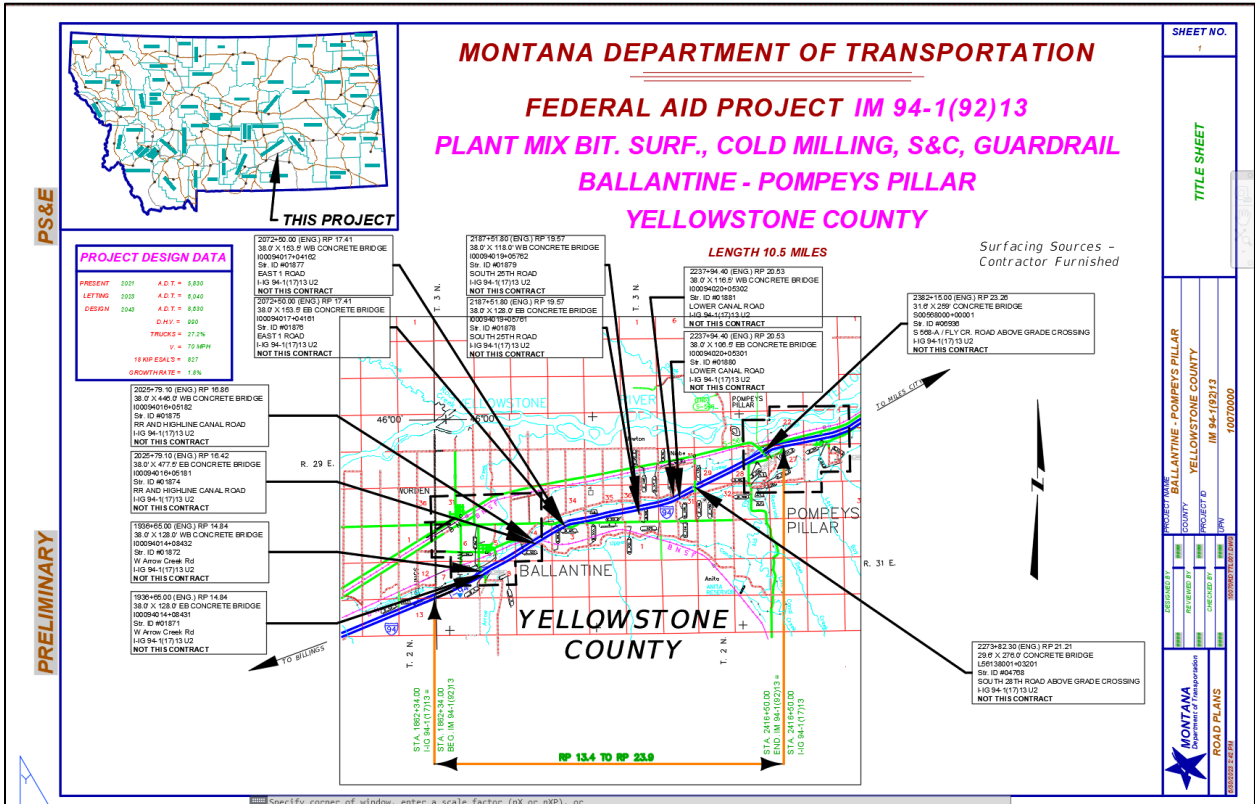 MONTANA DEPARTMENT OF TRANSPORTATION
FEDERAL AID PROJECT IM 94-1(92)13
PLANT MIX BIT. SURF., COLD MILLING, S&C, GUARDRAIL
BALLANTINE - POMPEYS PILLAR
YELLOWSTONE COUNTY
LENGTH 10.5 MILES
THIS PROJECT
PS&E
PRELIMINARY
Surfacing Sources -
Contractor Furnished
PROJECT DESIGN DATA
PRESENT 2021 A.D.T. = 5,830
LETTING 2023 A.D.T. = 6,040
DESIGN 2043 A.D.T. = 8,630
D.H.V. = 990
TRUCKS = 27.2%
V. = 70 MPH
18 KIP ESAL'S = 827
GROWTH RATE = 1.8%
2072+50.00 (ENG.) RP 17.41
38.0' X 153.5' WB CONCRETE BRIDGE
I00094017+04162
Str. ID #01877
EAST 1 ROAD
I-IG 94-1(17)13 U2
NOT THIS CONTRACT
2072+50.00 (ENG.) RP 17.41
38.0' X 153.5' EB CONCRETE BRIDGE
I00094017+04161
Str. ID #01876
EAST 1 ROAD
I-IG 94-1(17)13 U2
NOT THIS CONTRACT
2187+51.80 (ENG.) RP 19.57
38.0' X 118.0' WB CONCRETE BRIDGE
I00094019+05762
Str. ID #01879
SOUTH 25TH ROAD
I-IG 94-1(17)13 U2
NOT THIS CONTRACT
2187+51.80 (ENG.) RP 19.57
38.0' X 128.0' EB CONCRETE BRIDGE
I00094019+05761
Str. ID #01878
SOUTH 25TH ROAD
I-IG 94-1(17)13 U2
NOT THIS CONTRACT
2237+94.40 (ENG.) RP 20.53
38.0' X 116.5' WB CONCRETE BRIDGE
I00094020+05302
Str. ID #01881
LOWER CANAL ROAD
I-IG 94-1(17)13 U2
NOT THIS CONTRACT
2237+94.40 (ENG.) RP 20.53
38.0' X 106.5' EB CONCRETE BRIDGE
I00094020+05301
Str. ID #01880
LOWER CANAL ROAD
I-IG 94-1(17)13 U2
NOT THIS CONTRACT
2382+15.00 (ENG.) RP 23.26
31.6' X 259' CONCRETE BRIDGE
S00568000+00001
Str. ID #06936
S 568-A / FLY CR. ROAD ABOVE GRADE CROSSING
I-IG 94-1(17)13 U2
NOT THIS CONTRACT
2025+79.10 (ENG.) RP 16.86
38.0' X 446.0' WB CONCRETE BRIDGE
I00094016+05182
Str. ID #01875
RR AND HIGHLINE CANAL ROAD
I-IG 94-1(17)13 U2
NOT THIS CONTRACT
2025+79.10 (ENG.) RP 16.42
38.0' X 477.5' EB CONCRETE BRIDGE
I00094016+05181
Str. ID #01874
RR AND HIGHLINE CANAL ROAD
I-IG 94-1(17)13 U2
NOT THIS CONTRACT
1936+65.00 (ENG.) RP 14.84
38.0' X 128.0' WB CONCRETE BRIDGE
I00094014+08432
Str. ID #01872
W Arrow Creek Rd
I-IG 94-1(17)13 U2
NOT THIS CONTRACT
1936+65.00 (ENG.) RP 14.84
38.0' X 128.0' EB CONCRETE BRIDGE
I00094014+08431
Str. ID #01871
W Arrow Creek Rd
I-IG 94-1(17)13 U2
NOT THIS CONTRACT
2273+82.30 (ENG.) RP 21.21
29.6' X 276.0' CONCRETE BRIDGE
L56138001+03201
Str. ID #04768
SOUTH 28TH ROAD ABOVE GRADE CROSSING
I-IG 94-1(17)13 U2
NOT THIS CONTRACT
T. 3 N.
T. 3 N.
YELLOWSTONE
RIVER
POMPEYS
PILLAR
46°00'
46°00'
R. 29 E.
WORDEN
TO MILES CITY
POMPEYS
PILLAR
R. 31 E.
BNSF
94
Anita
BALLANTINE
YELLOWSTONE
COUNTY
94
TO BILLINGS
T. 2 N.
T. 2 N.
STA. 1862+34.00
I-IG 94-1(17)13 =
STA. 1862+34.00
BEG. IM 94-1(92)13
STA. 2416+50.00
END. IM 94-1(92)13 =
STA. 2416+50.00
I-IG 94-1(17)13
RP 13.4 TO RP 23.9
Z
SHEET NO.
1
TITLE SHEET
PROJECT NAME
BALLANTINE - POMPEYS PILLAR
COUNTY
YELLOWSTONE COUNTY
PROJECT ID
IM 94-1(92)13
UPN
10070000
DESIGNED BY
####
####
REVIEWED BY
####
####
CHECKED BY
####
####
MONTANA
Department of Transportation
ROAD PLANS
Y
Specify corner of window, enter a scale factor (nX or nXP), or